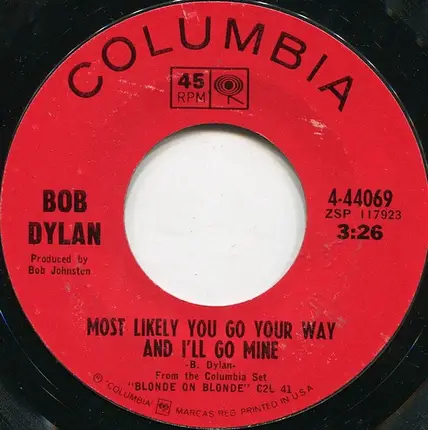 COLUMBIA
45
RPM
BOB
DYLAN
Produced by
Bob Johnston
4-44069
ZSP 117923
3:26
MOST LIKELY YOU GO YOUR WAY
AND I'LL GO MINE
-B. Dylan-
From the Columbia Set
"BLONDE ON BLONDE" C2L 41
"COLUMBIA" MARCAS REG. PRINTED IN U.S.A.